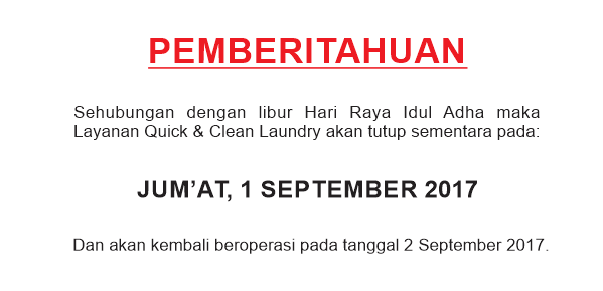 PEMBERITAHUAN
Sehubungan dengan libur Hari Raya Idul Adha maka
Layanan Quick & Clean Laundry akan tutup sementara pada:
JUM'AT, 1 SEPTEMBER 2017
Dan akan kembali beroperasi pada tanggal 2 September 2017.